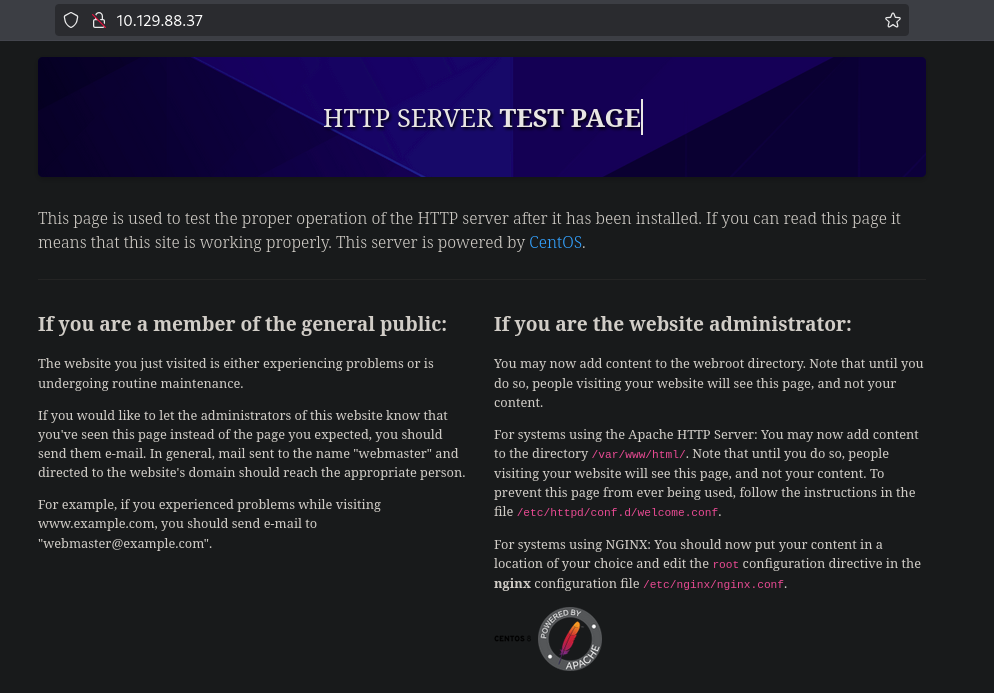 10.129.88.37
HTTP SERVER TEST PAGE
This page is used to test the proper operation of the HTTP server after it has been installed. If you can read this page it
means that this site is working properly. This server is powered by CentOS.
If you are a member of the general public:
The website you just visited is either experiencing problems or is
undergoing routine maintenance.
If you would like to let the administrators of this website know that
you've seen this page instead of the page you expected, you should
send them e-mail. In general, mail sent to the name "webmaster" and
directed to the website's domain should reach the appropriate person.
For example, if you experienced problems while visiting
www.example.com, you should send e-mail to
"webmaster@example.com".
If you are the website administrator:
You may now add content to the webroot directory. Note that until you
do so, people visiting your website will see this page, and not your
content.
For systems using the Apache HTTP Server: You may now add content
to the directory /var/www/html/. Note that until you do so, people
visiting your website will see this page, and not your content. To
prevent this page from ever being used, follow the instructions in the
file /etc/httpd/conf.d/welcome.conf.
For systems using NGINX: You should now put your content in a
location of your choice and edit the root configuration directive in the
nginx configuration file /etc/nginx/nginx.conf.
CENTOS
POWERED BY
APACHE